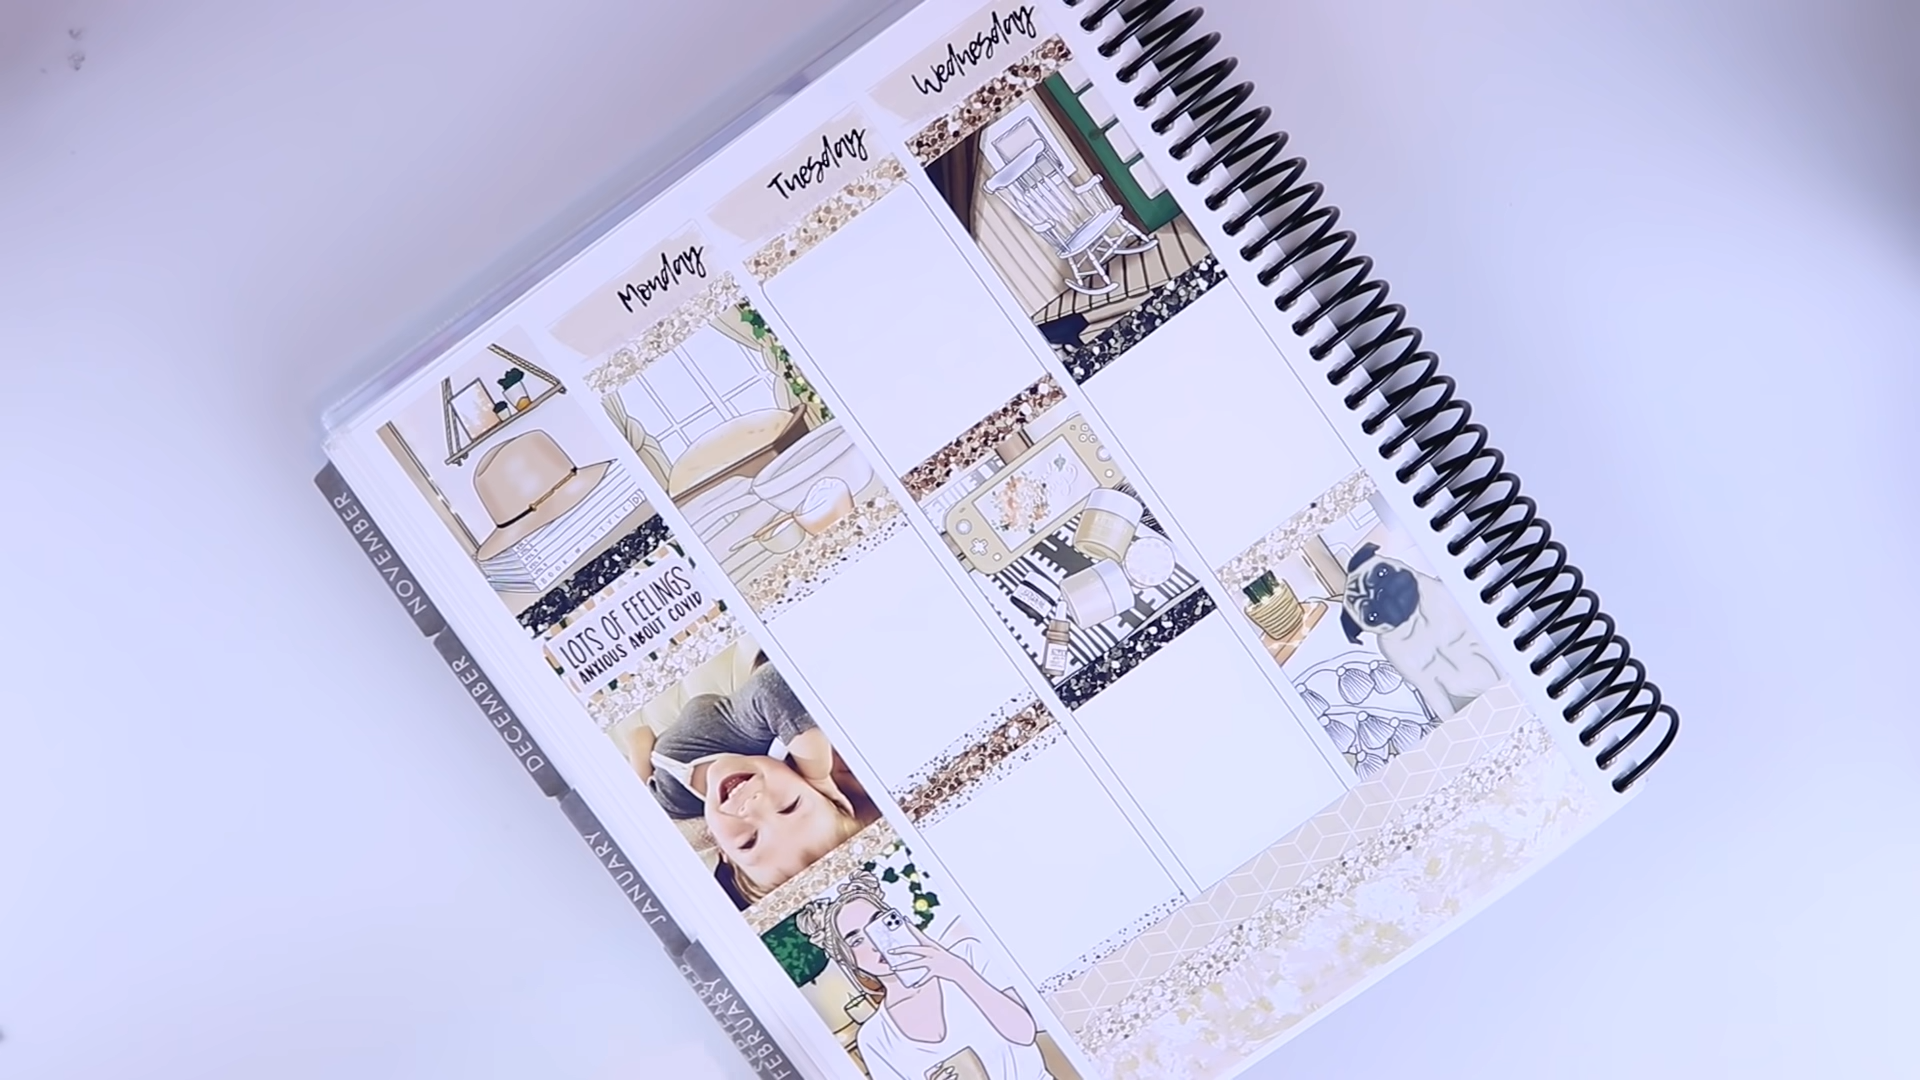 Wednesday
Tuesday
Monday
LOTS OF FEELINGS
ANXIOUS ABOUT COVID
NOVEMBER
DECEMBER
JANUARY
FEBRUARY